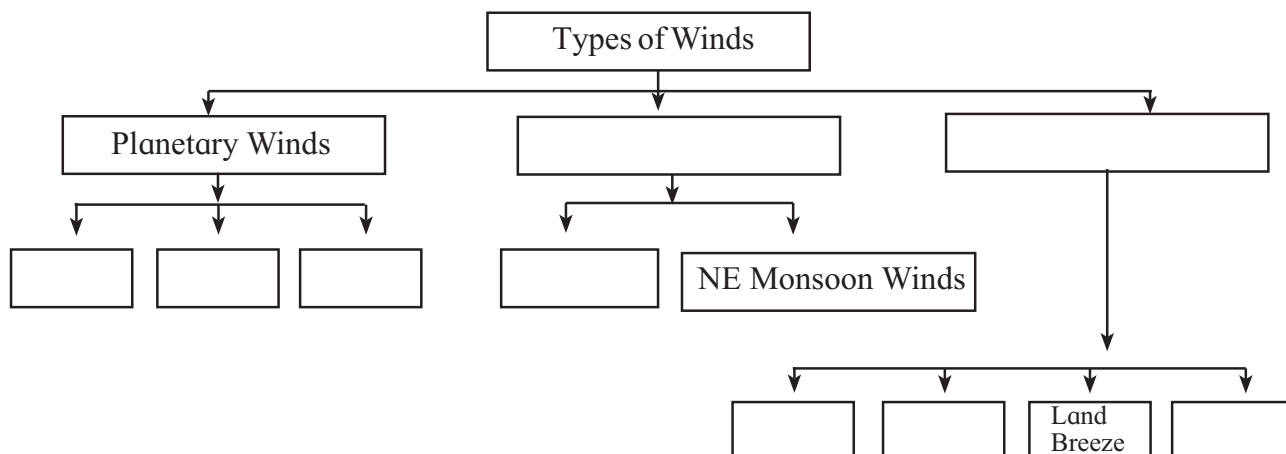 Types of Winds
Planetary Winds
NE Monsoon Winds
Land
Breeze